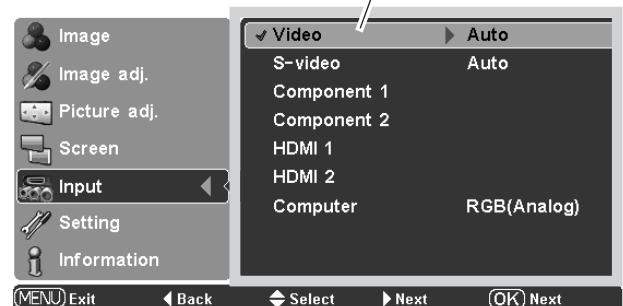 Image
Image adj.
Picture adj.
Screen
Input
Setting
Information
Video Auto
S-video Auto
Component 1
Component 2
HDMI 1
HDMI 2
Computer RGB(Analog)
MENU Exit Back Select Next OK Next